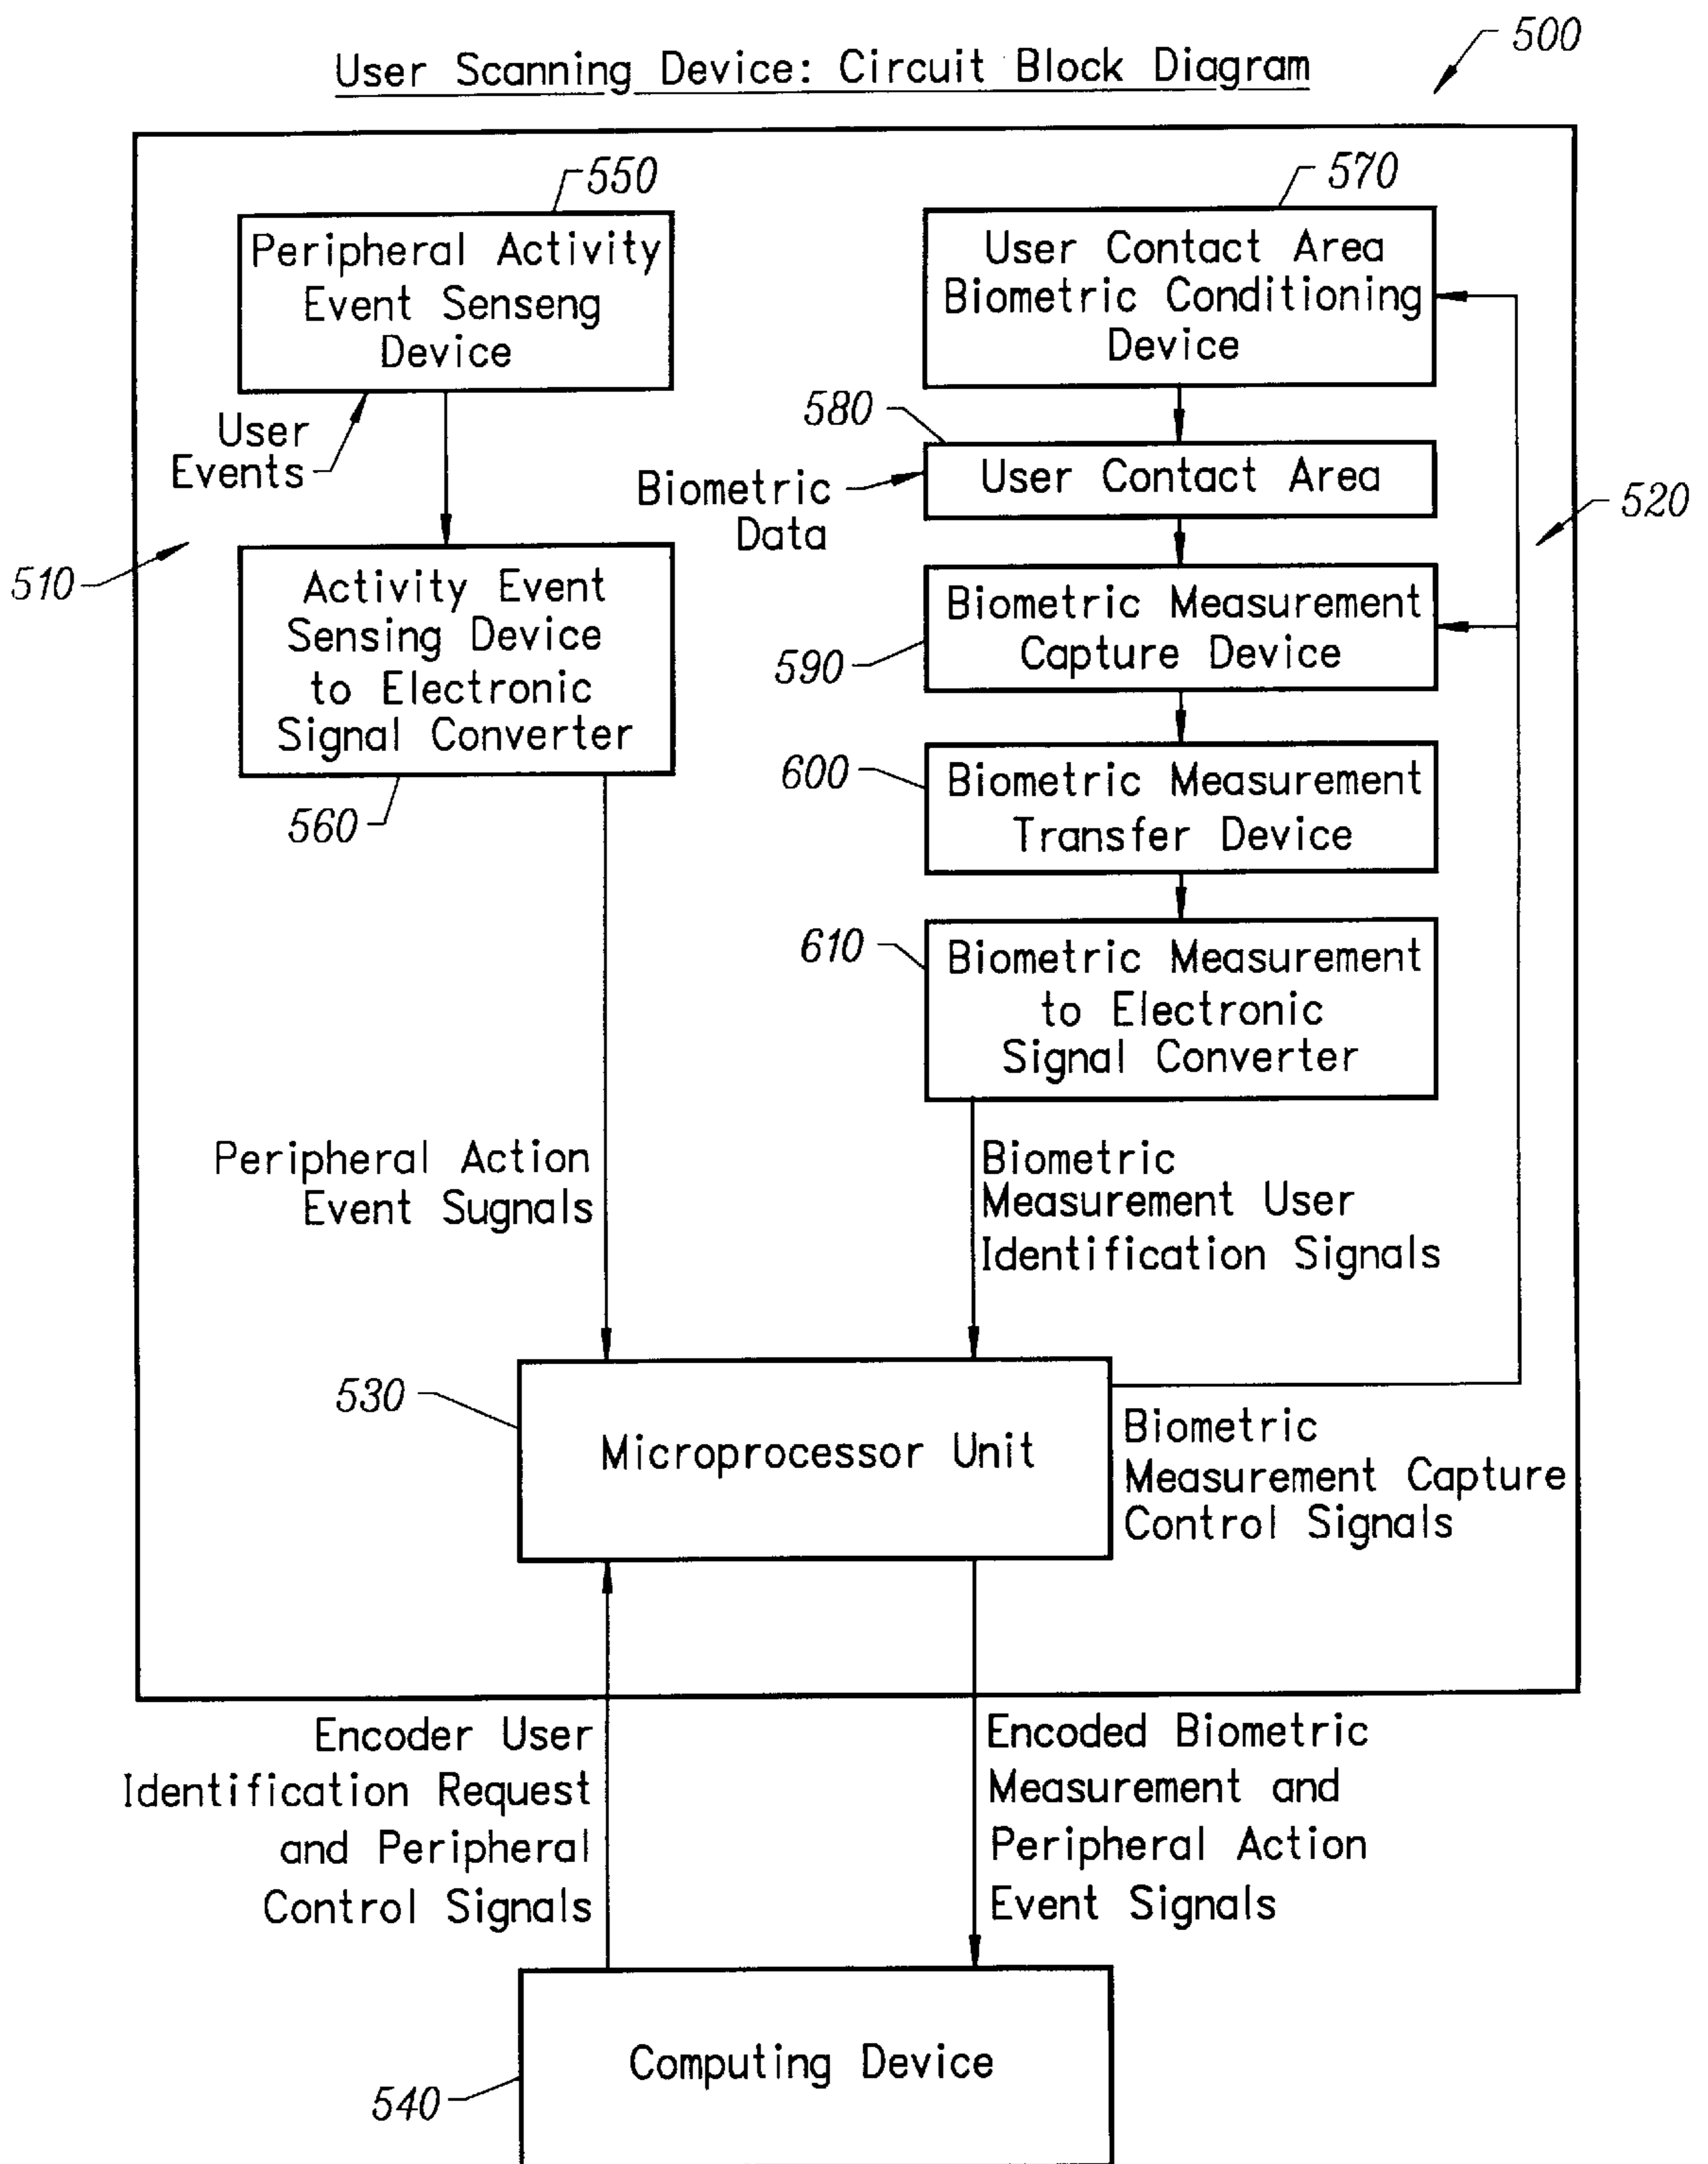 500
User Scanning Device: Circuit Block Diagram
550
Peripheral Activity
Event Senseng
Device
User
Events
510
Activity Event
Sensing Device
to Electronic
Signal Converter
560
Peripheral Action
Event Sugnals
570
User Contact Area
Biometric Conditioning
Device
580
User Contact Area
Biometric
Data
520
Biometric Measurement
Capture Device
590
600
Biometric Measurement
Transfer Device
610
Biometric Measurement
to Electronic
Signal Converter
Biometric
Measurement User
Identification Signals
530
Microprocessor Unit
Biometric
Measurement Capture
Control Signals
Encoder User
Identification Request
and Peripheral
Control Signals
Encoded Biometric
Measurement and
Peripheral Action
Event Signals
Computing Device
540